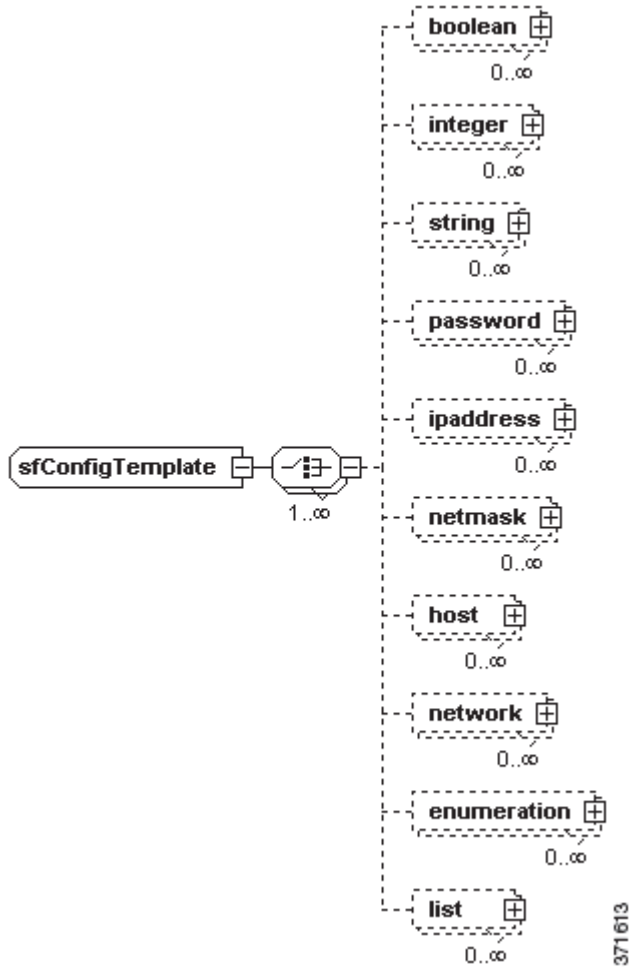 boolean
0..∞
integer
0..∞
string
0..∞
password
0..∞
ipaddress
0..∞
sfConfigTemplate
1..∞
netmask
0..∞
host
0..∞
network
0..∞
enumeration
0..∞
list
0..∞
371613